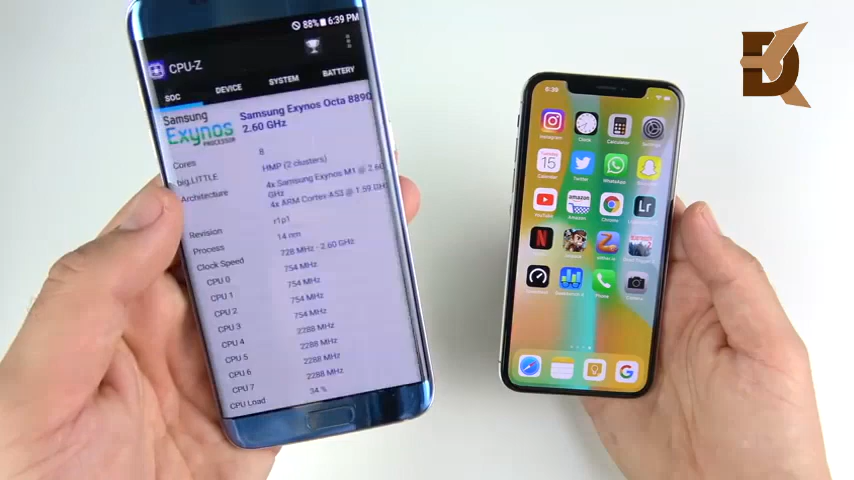 88% 6:39 PM
CPU-Z
SOC DEVICE SYSTEM BATTERY
Samsung Exynos PROCESSOR
Samsung Exynos Octa 8890
2.60 GHz
Cores 8
big.LITTLE HMP (2 clusters)
Architecture 4x Samsung Exynos M1 @ 2.60
GHz
4x ARM Cortex-A53 @ 1.59 GHz
Revision r1p1
Process 14 nm
Clock Speed 728 MHz - 2.60 GHz
CPU 0 754 MHz
CPU 1 754 MHz
CPU 2 754 MHz
CPU 3 754 MHz
CPU 4 2288 MHz
CPU 5 2288 MHz
CPU 6 2288 MHz
CPU 7 2288 MHz
CPU Load 34 %
6:39
Instagram Clock Calculator Settings
15
Calendar Twitter WhatsApp Snapchat
YouTube amazon Amazon Chrome Lr Lightroom
N Netflix
Phone Camera
G
DK